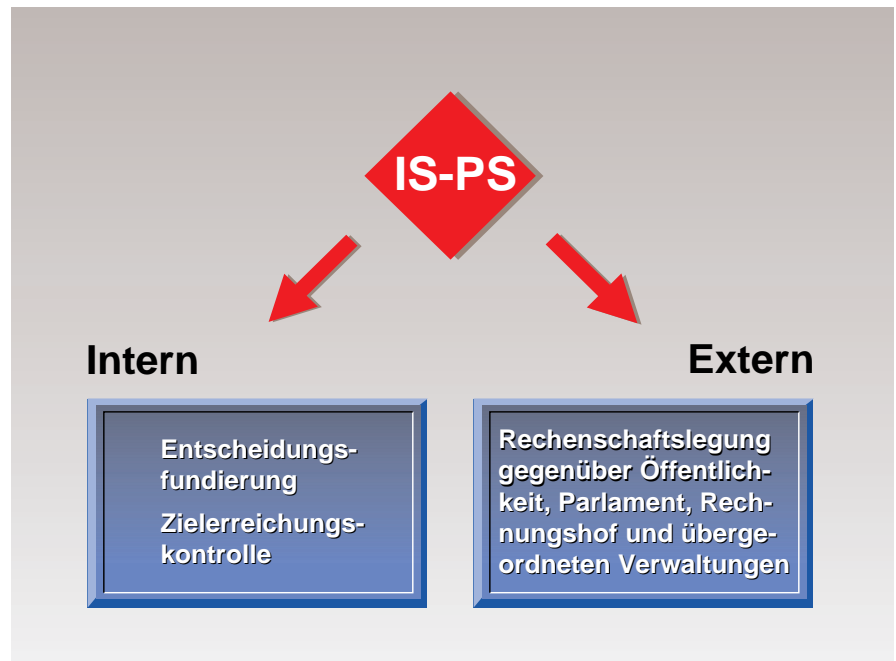 IS-PS
Intern
Extern
Entscheidungs-
fundierung
Zielerreichungs-
kontrolle
Rechenschaftslegung
gegenüber Öffentlich-
keit, Parlament, Rech-
nungshof und überge-
ordneten Verwaltungen